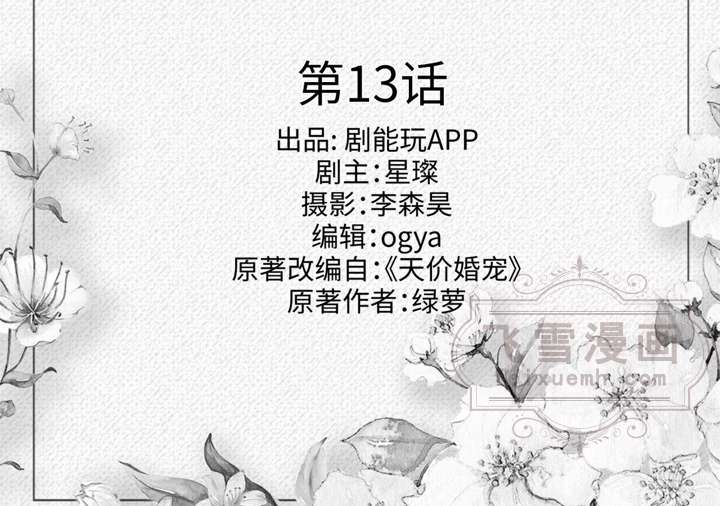 第13话
出品: 剧能玩APP
剧主:星璨
摄影:李森昊
编辑:ogya
原著改编自:《天价婚宠》
原著作者:绿萝
飞雪漫画